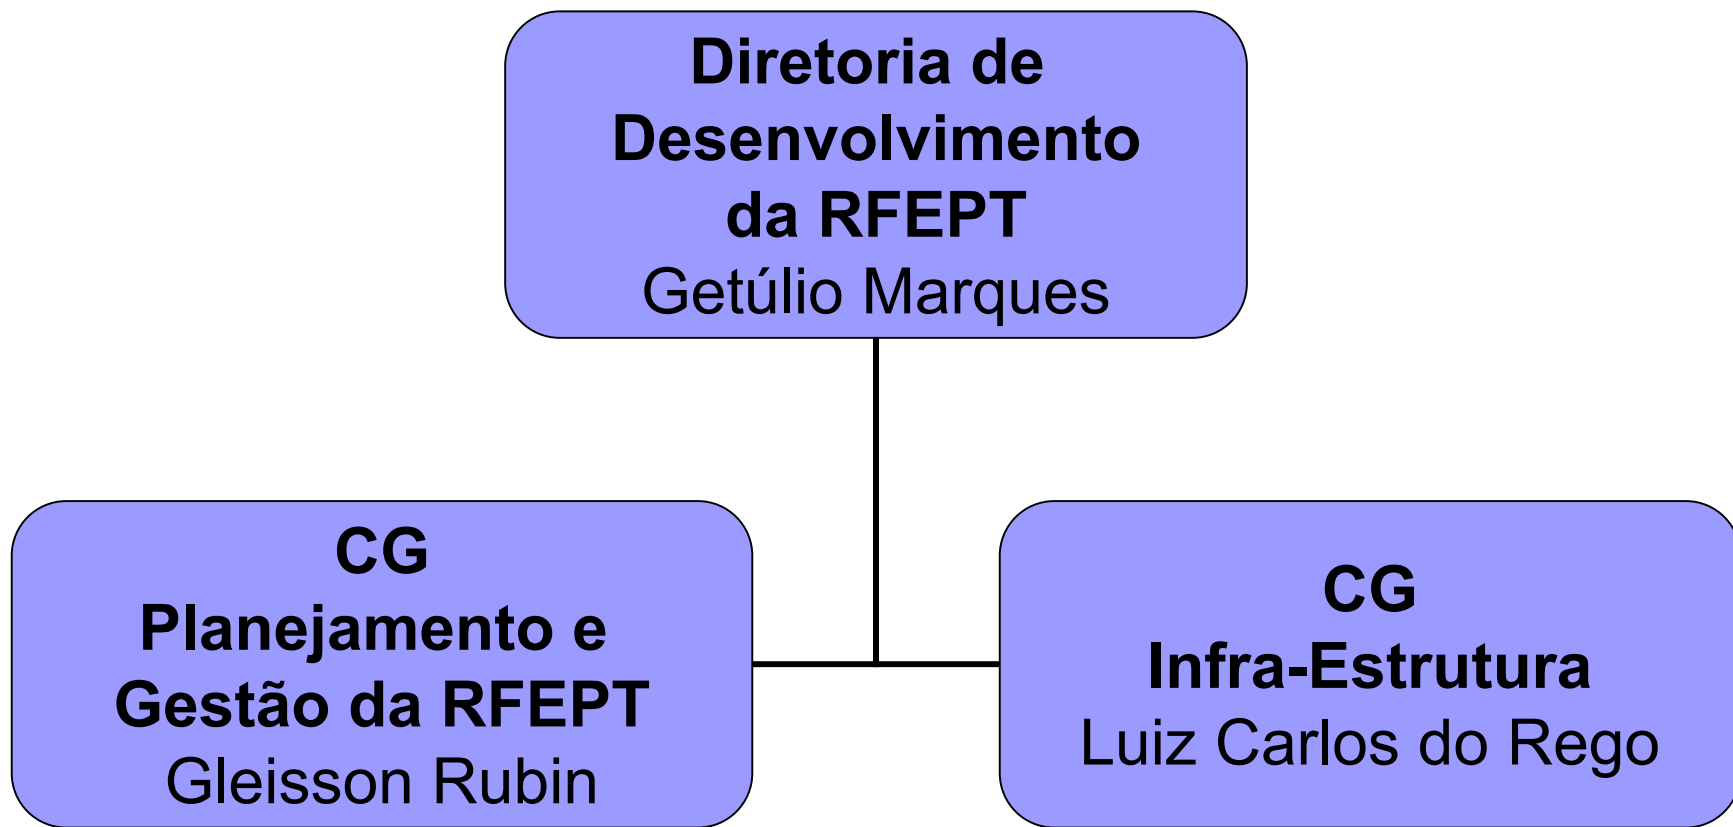 Diretoria de
Desenvolvimento
da RFEPT
Getúlio Marques
CG
Planejamento e
Gestão da RFEPT
Gleisson Rubin
CG
Infra-Estrutura
Luiz Carlos do Rego